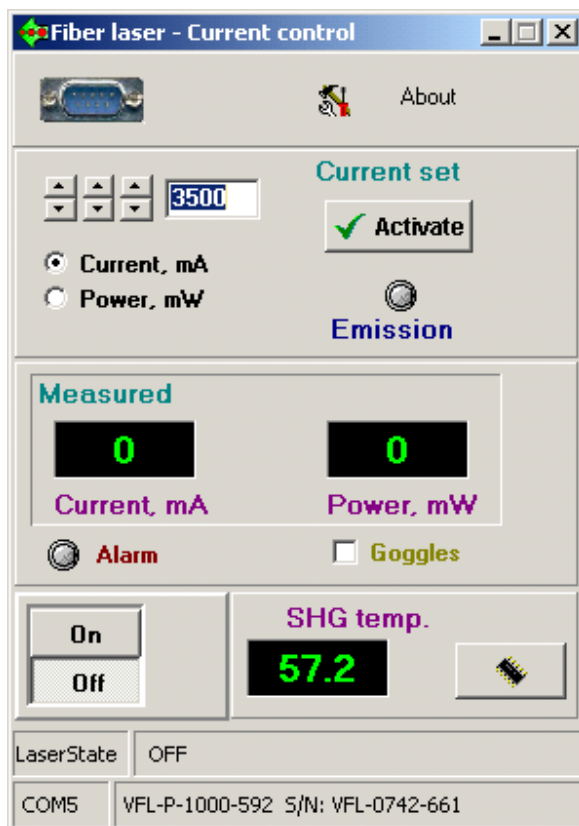 Fiber laser - Current control
About
Current set
3500
Activate
Current, mA
Power, mW
Emission
Measured
0 0
Current, mA Power, mW
Alarm Goggles
On
Off
SHG temp.
57.2
LaserState OFF
COM5 VFL-P-1000-592 S/N: VFL-0742-661